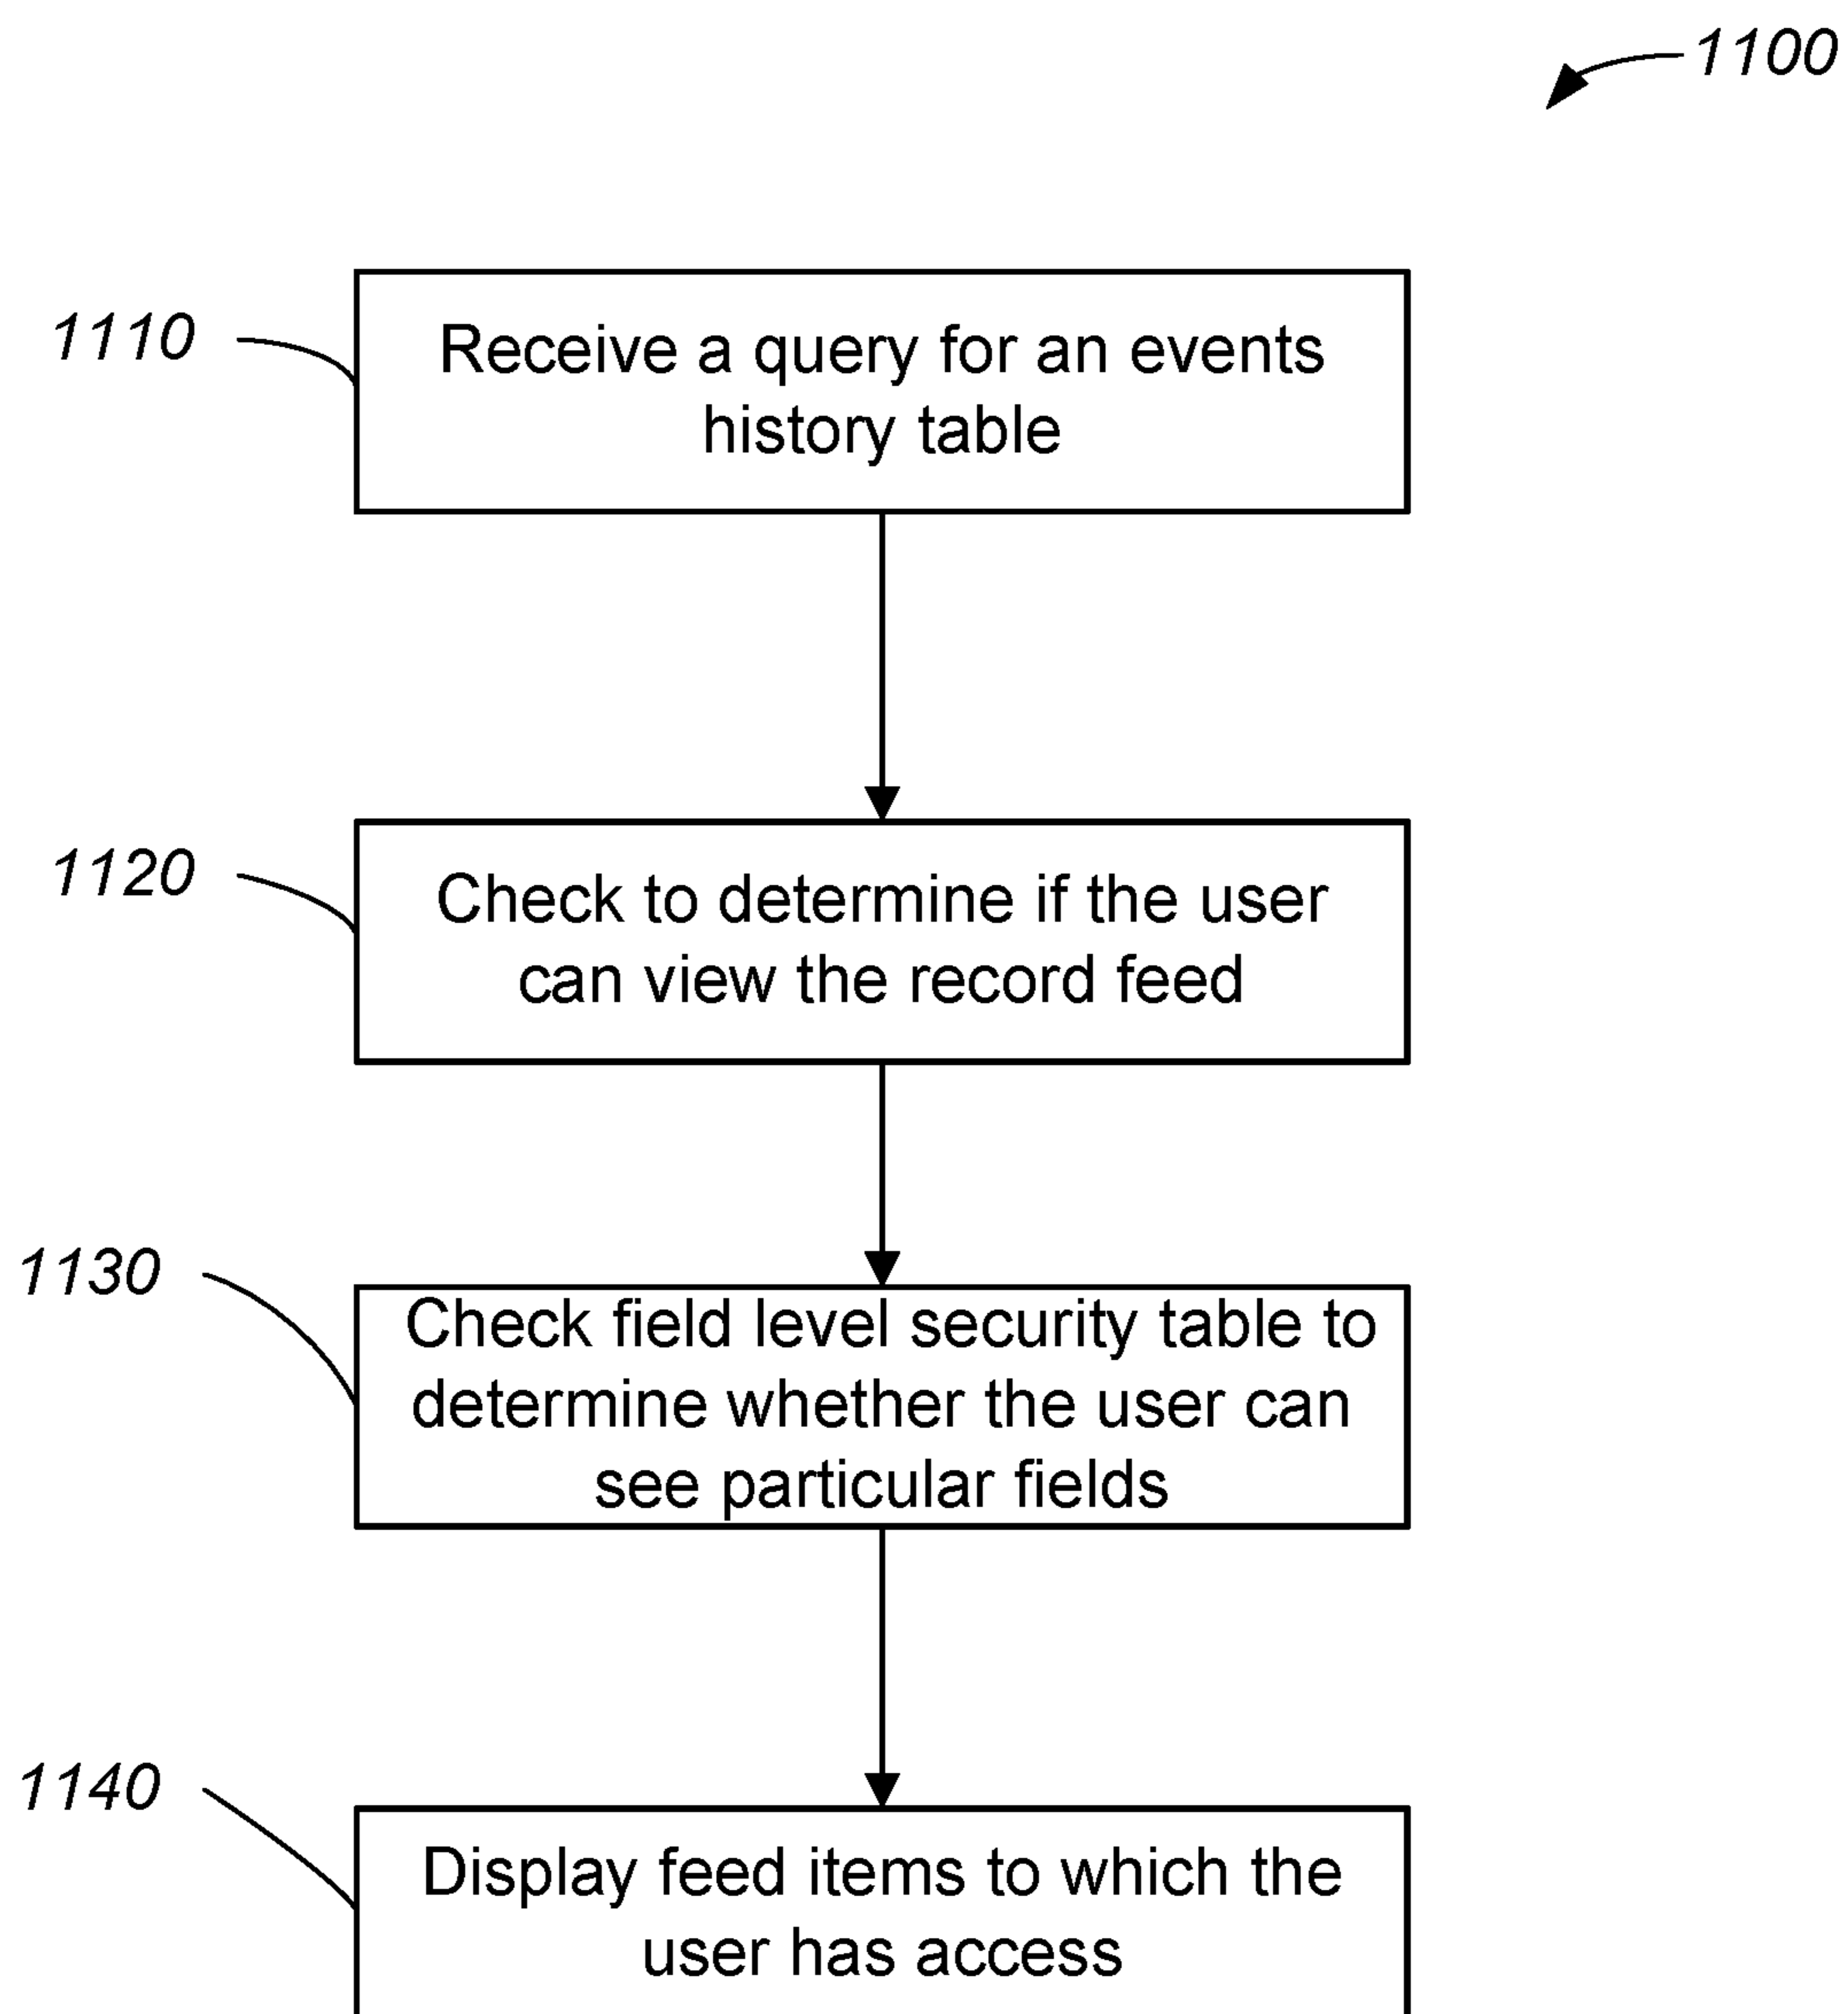 1100
1110
Receive a query for an events
history table
1120
Check to determine if the user
can view the record feed
1130
Check field level security table to
determine whether the user can
see particular fields
1140
Display feed items to which the
user has access